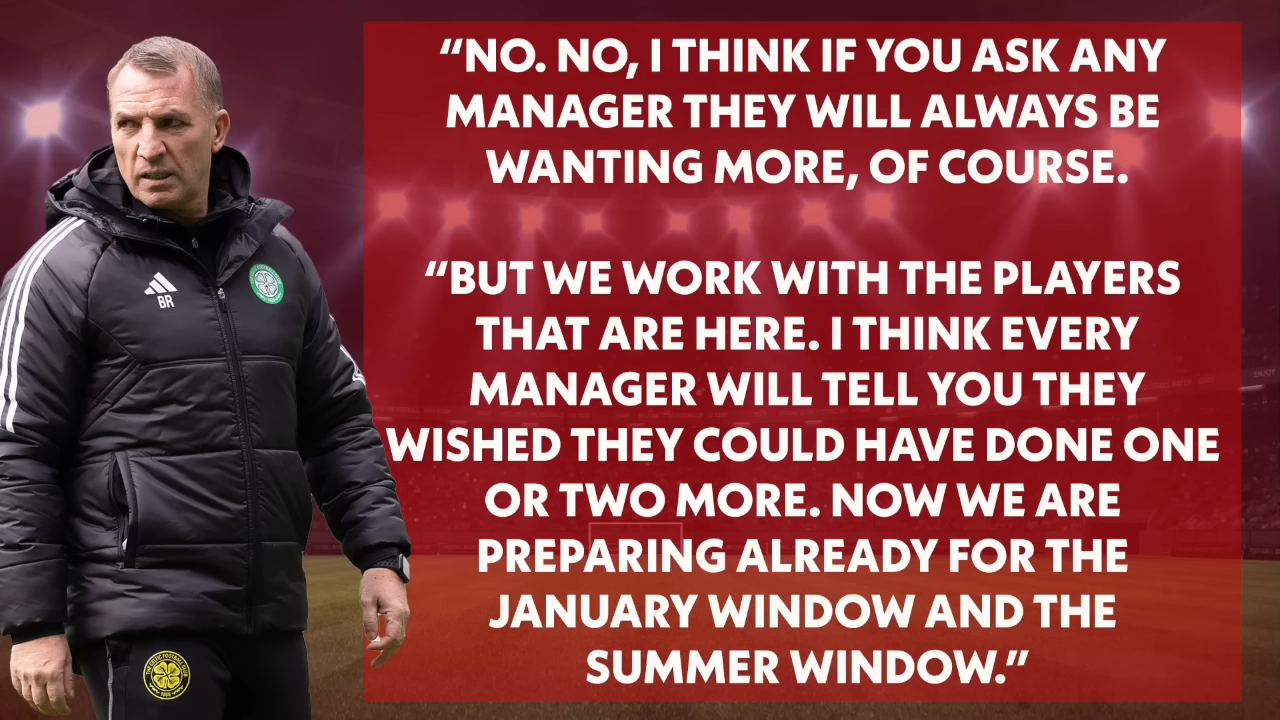 “NO. NO, I THINK IF YOU ASK ANY
MANAGER THEY WILL ALWAYS BE
WANTING MORE, OF COURSE.
“BUT WE WORK WITH THE PLAYERS
THAT ARE HERE. I THINK EVERY
MANAGER WILL TELL YOU THEY
WISHED THEY COULD HAVE DONE ONE
OR TWO MORE. NOW WE ARE
PREPARING ALREADY FOR THE
JANUARY WINDOW AND THE
SUMMER WINDOW.”
BR